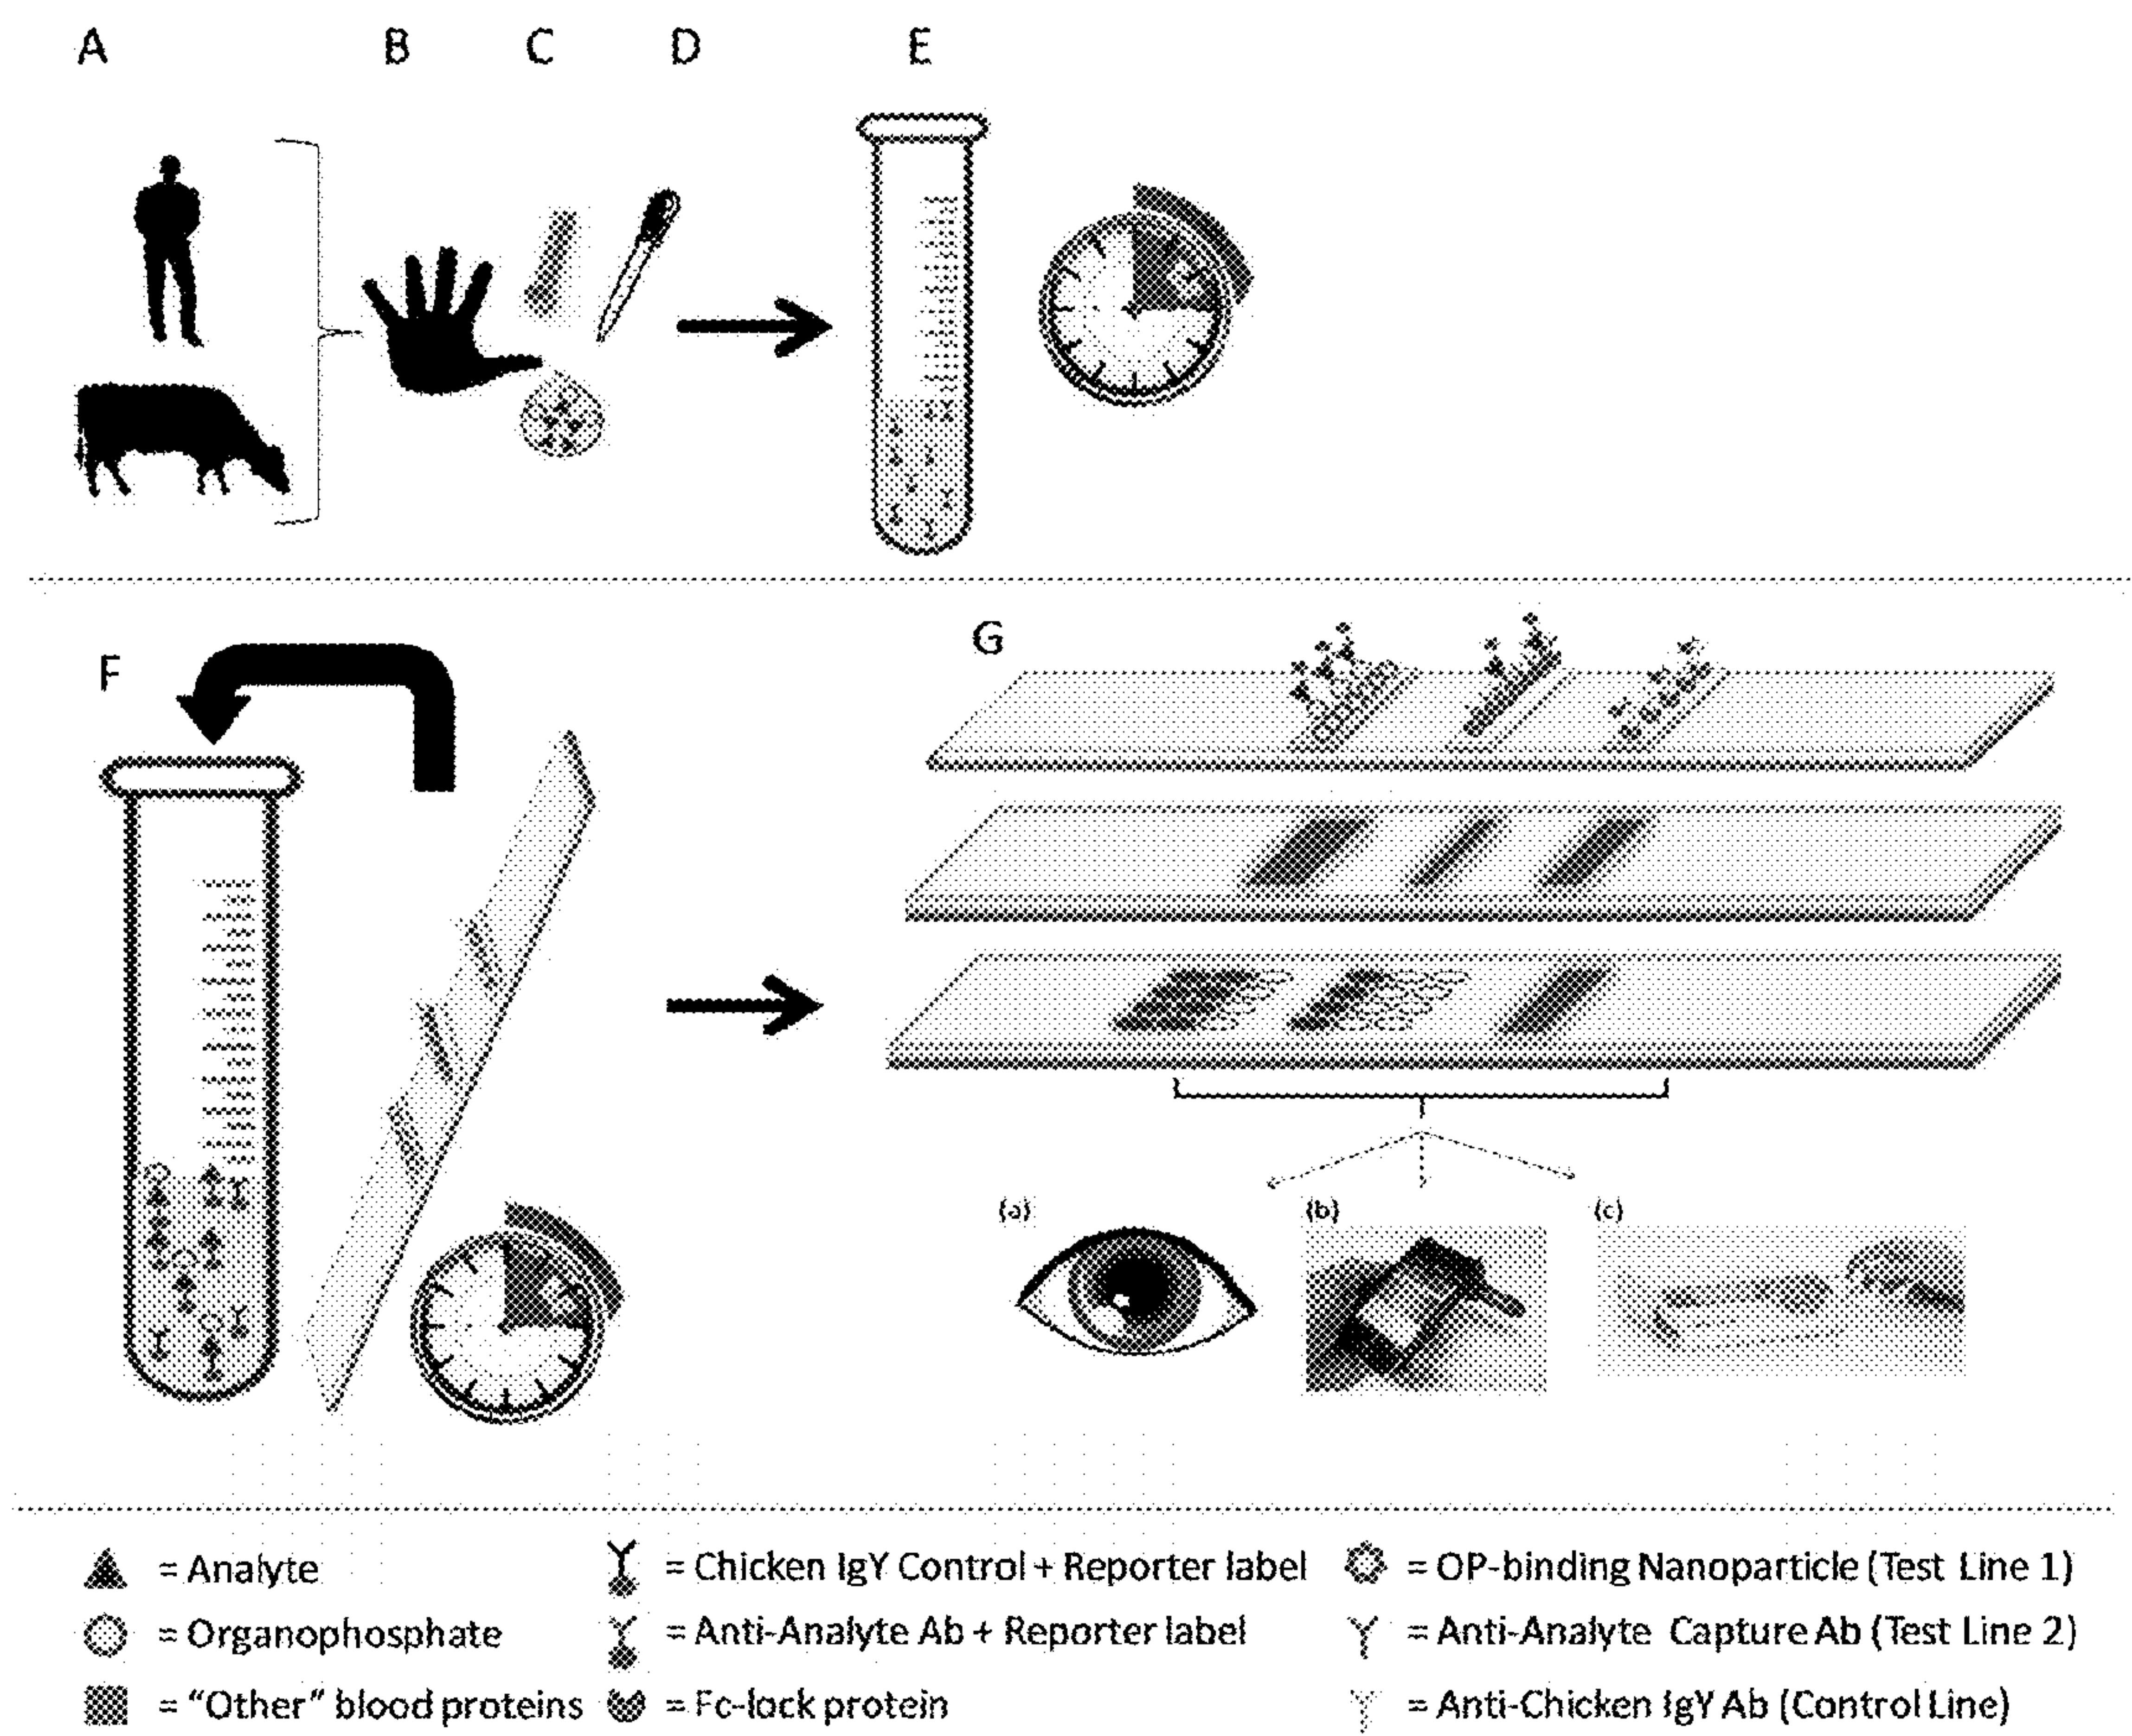 A B C D E
F
G
(a) (b) (c)
= Analyte
= Organophosphate
= "Other" blood proteins
= Chicken IgY Control + Reporter label
= Anti-Analyte Ab + Reporter label
= Fc-lock protein
= OP-binding Nanoparticle (Test Line 1)
= Anti-Analyte Capture Ab (Test Line 2)
= Anti-Chicken IgY Ab (Control Line)